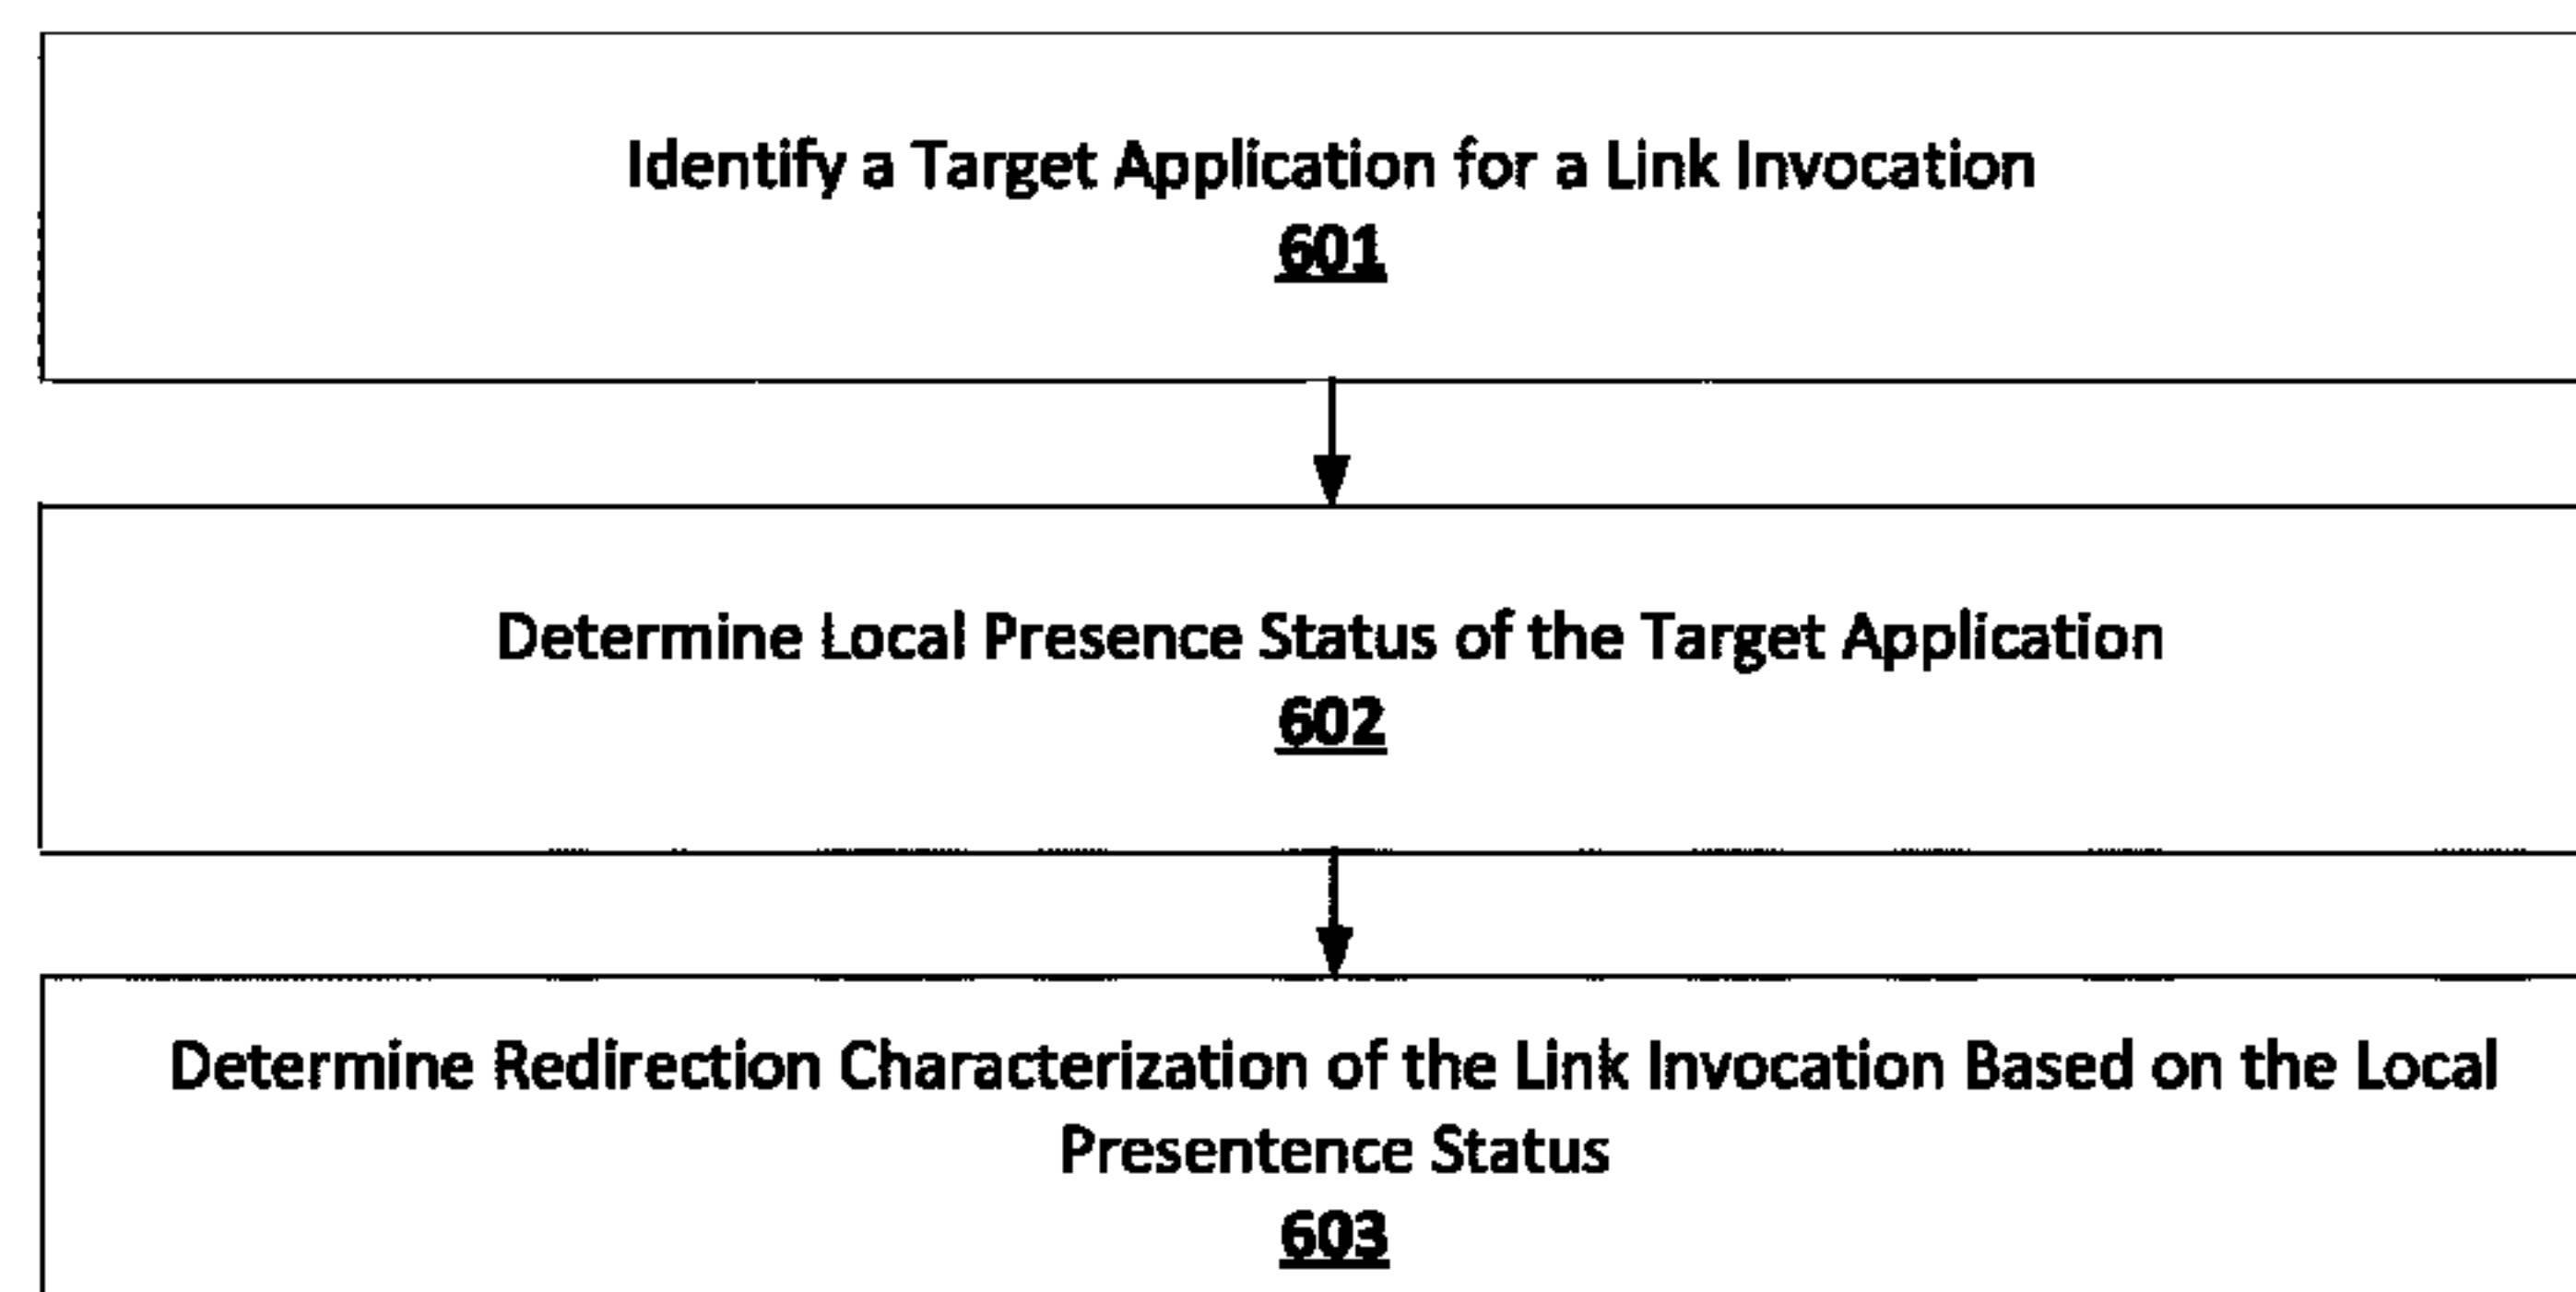 Identify a Target Application for a Link Invocation
601
Determine Local Presence Status of the Target Application
602
Determine Redirection Characterization of the Link Invocation Based on the Local
Presentence Status
603